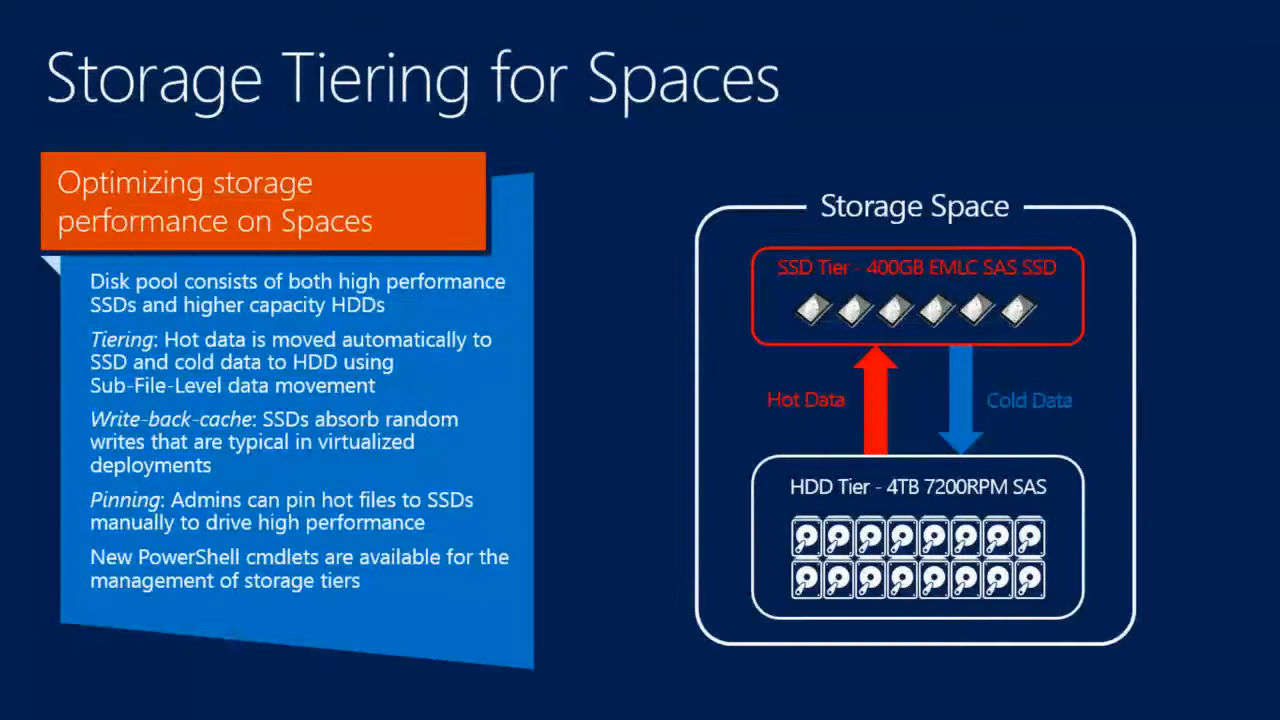 Storage Tiering for Spaces
Optimizing storage
performance on Spaces
Disk pool consists of both high performance
SSDs and higher capacity HDDs
Tiering: Hot data is moved automatically to
SSD and cold data to HDD using
Sub-File-Level data movement
Write-back-cache: SSDs absorb random
writes that are typical in virtualized
deployments
Pinning: Admins can pin hot files to SSDs
manually to drive high performance
New PowerShell cmdlets are available for the
management of storage tiers
Storage Space
SSD Tier - 400GB EMLC SAS SSD
Hot Data
Cold Data
HDD Tier - 4TB 7200RPM SAS